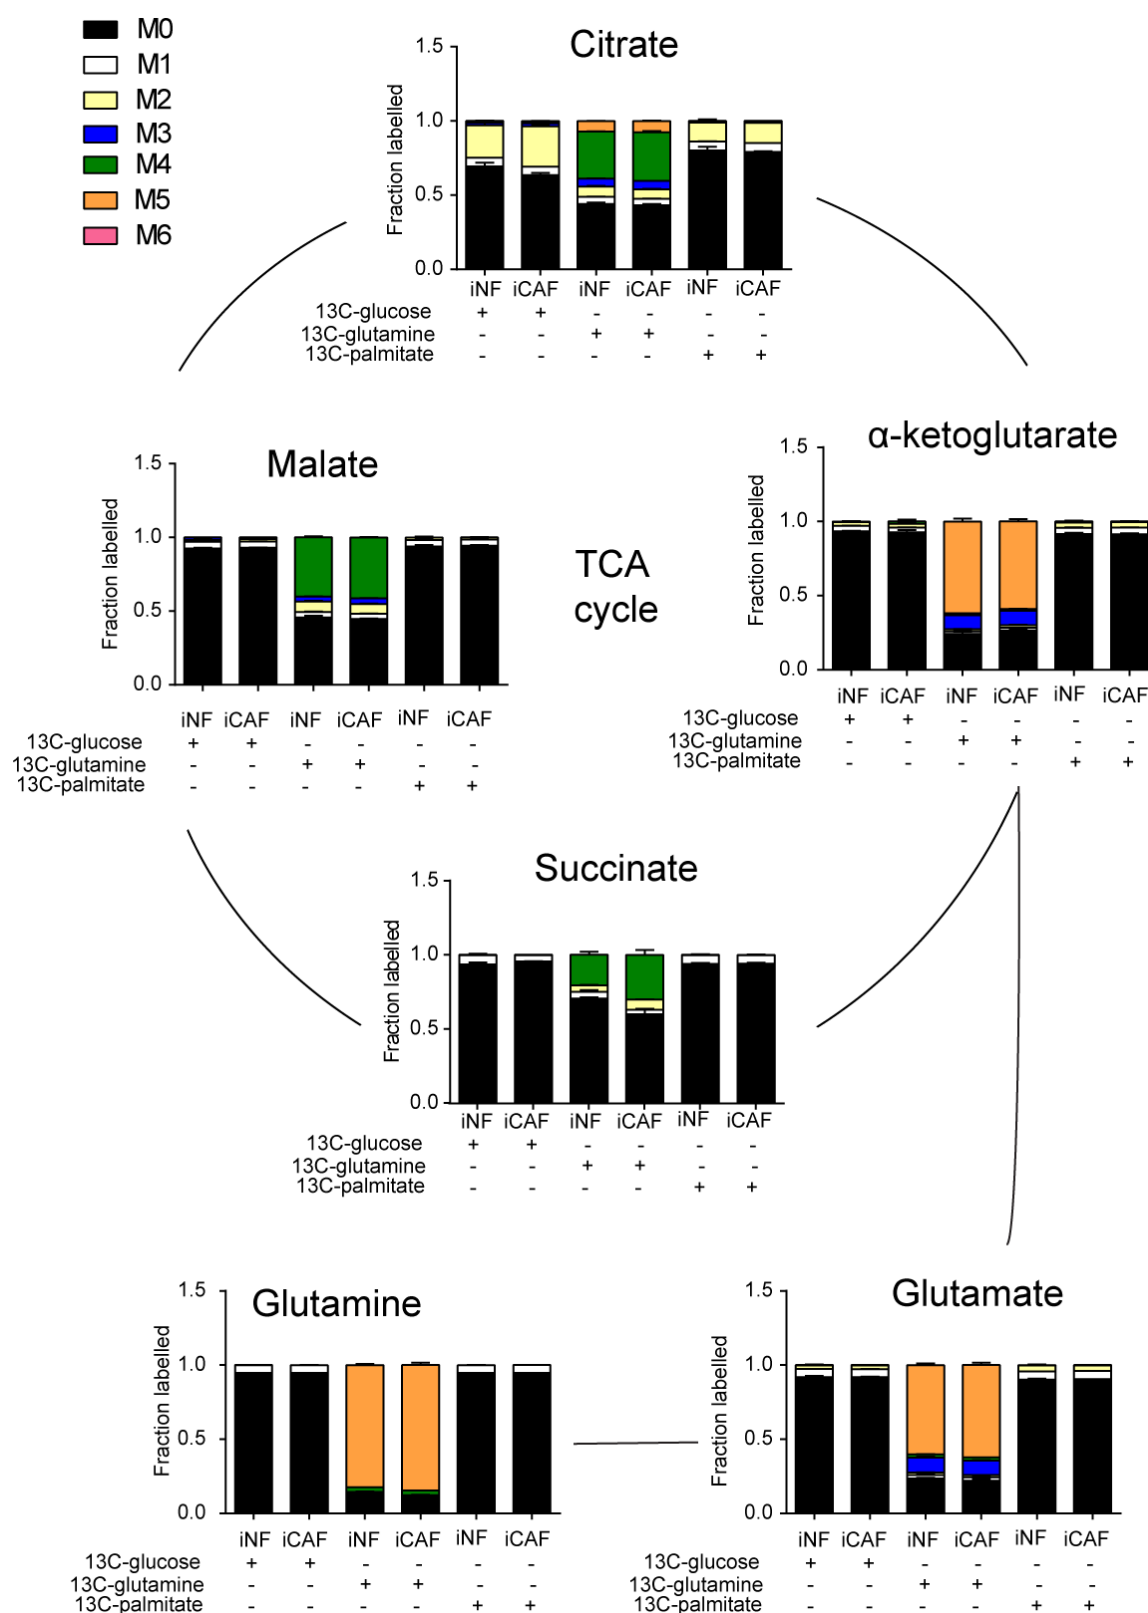 M0
M1
M2
M3
M4
M5
M6
Citrate
Fraction labelled
1.5
1.0
0.5
0.0
iNF iCAF iNF iCAF iNF iCAF
13C-glucose + + - - - -
13C-glutamine - - + + - -
13C-palmitate - - - - + +
Malate
Fraction labelled
1.5
1.0
0.5
0.0
iNF iCAF iNF iCAF iNF iCAF
13C-glucose + + - - - -
13C-glutamine - - + + - -
13C-palmitate - - - - + +
TCA
cycle
α-ketoglutarate
Fraction labelled
1.5
1.0
0.5
0.0
iNF iCAF iNF iCAF iNF iCAF
13C-glucose + + - - - -
13C-glutamine - - + + - -
13C-palmitate - - - - + +
Succinate
Fraction labelled
1.5
1.0
0.5
0.0
iNF iCAF iNF iCAF iNF iCAF
13C-glucose + + - - - -
13C-glutamine - - + + - -
13C-palmitate - - - - + +
Glutamine
Fraction labelled
1.5
1.0
0.5
0.0
iNF iCAF iNF iCAF iNF iCAF
13C-glucose + + - - - -
13C-glutamine - - + + - -
13C-palmitate - - - - + +
Glutamate
Fraction labelled
1.5
1.0
0.5
0.0
iNF iCAF iNF iCAF iNF iCAF
13C-glucose + + - - - -
13C-glutamine - - + + - -
13C-palmitate - - - - + +